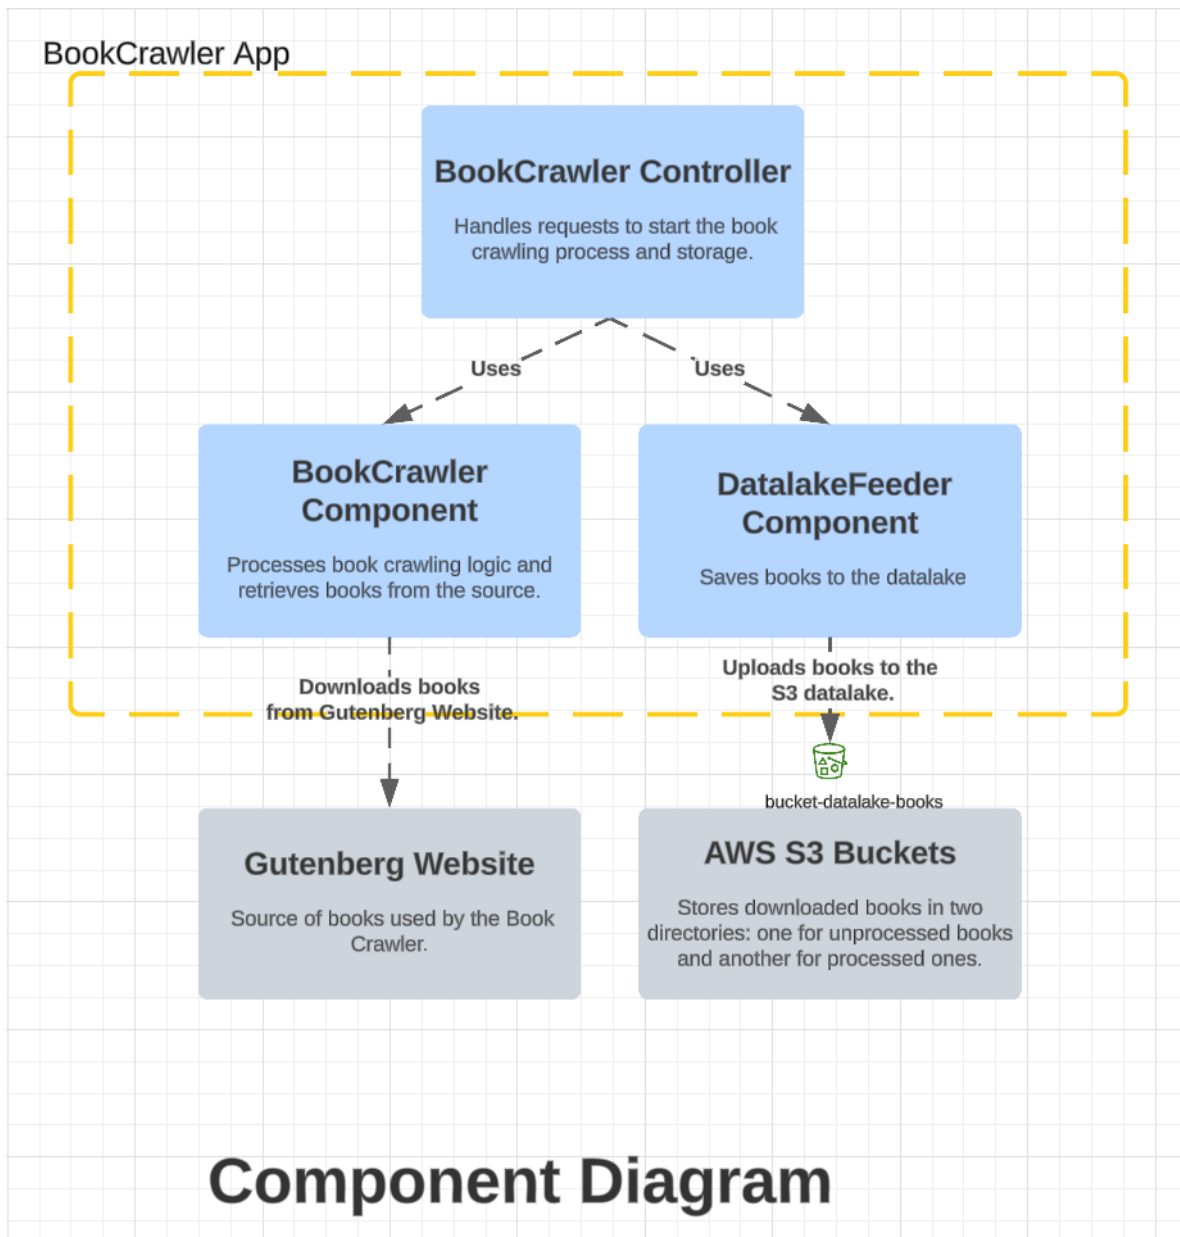 BookCrawler App
BookCrawler Controller
Handles requests to start the book
crawling process and storage.
Uses
Uses
BookCrawler
Component
Processes book crawling logic and
retrieves books from the source.
DatalakeFeeder
Component
Saves books to the datalake
Downloads books
from Gutenberg Website.
Uploads books to the
S3 datalake.
bucket-datalake-books
Gutenberg Website
Source of books used by the Book
Crawler.
AWS S3 Buckets
Stores downloaded books in two
directories: one for unprocessed books
and another for processed ones.
Component Diagram